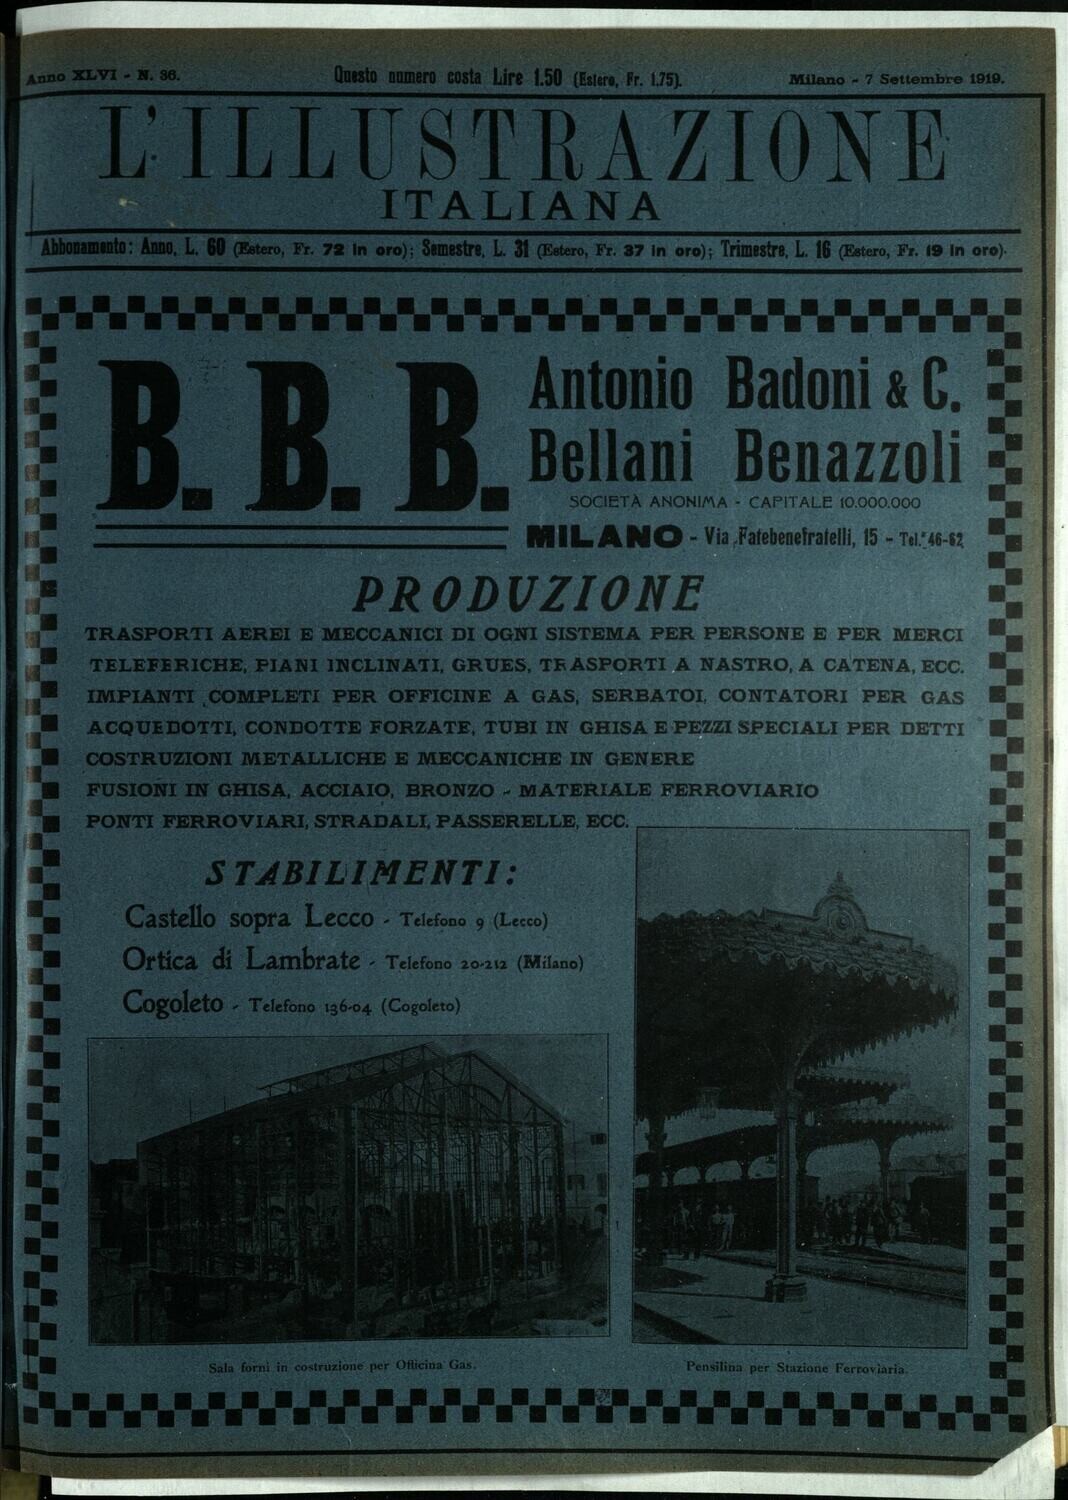 Anno XLVI - N. 36.
Questo numero costa Lire 1.50 (Estero, Fr. 1.75).
Milano - 7 Settembre 1919.
L'ILLUSTRAZIONE
ITALIANA
Abbonamento: Anno, L. 60 (Estero, Fr. 72 in oro); Semestre, L. 31 (Estero, Fr. 37 in oro); Trimestre, L. 16 (Estero, Fr. 19 in oro).
B. B. B.
Antonio Badoni & C.
Bellani Benazzoli
SOCIETÀ ANONIMA - CAPITALE 10.000.000
MILANO - Via Fatebenefratelli, 15 - Tel.º 46-62
PRODUZIONE
TRASPORTI AEREI E MECCANICI DI OGNI SISTEMA PER PERSONE E PER MERCI
TELEFERICHE, PIANI INCLINATI, GRUES, TRASPORTI A NASTRO, A CATENA, ECC.
IMPIANTI COMPLETI PER OFFICINE A GAS, SERBATOI, CONTATORI PER GAS
ACQUEDOTTI, CONDOTTE FORZATE, TUBI IN GHISA E PEZZI SPECIALI PER DETTI
COSTRUZIONI METALLICHE E MECCANICHE IN GENERE
FUSIONI IN GHISA, ACCIAIO, BRONZO - MATERIALE FERROVIARIO
PONTI FERROVIARI, STRADALI, PASSERELLE, ECC.
STABILIMENTI:
Castello sopra Lecco - Telefono 9 (Lecco)
Ortica di Lambrate - Telefono 20-212 (Milano)
Cogoleto - Telefono 136-04 (Cogoleto)
Sala forni in costruzione per Officina Gas.
Pensilina per Stazione Ferroviaria.